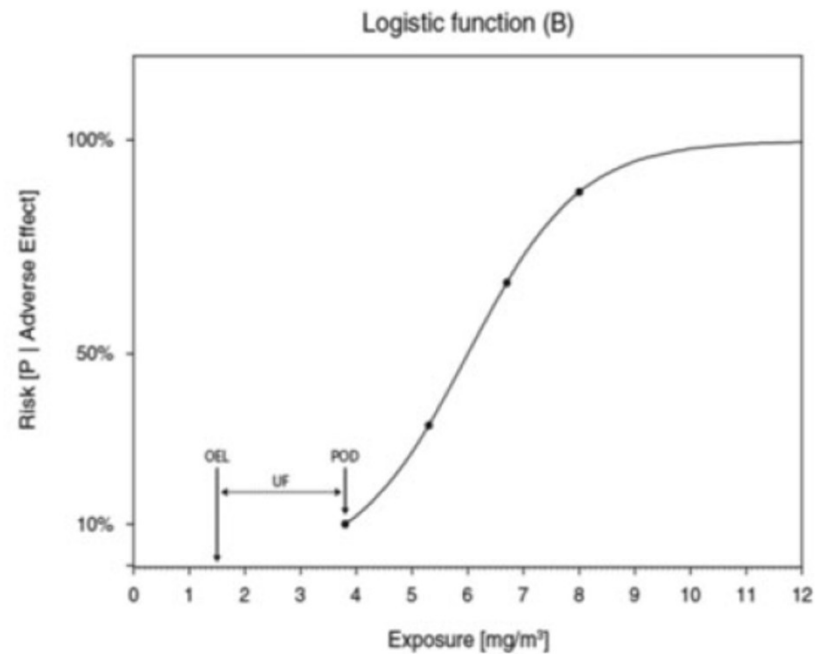 Logistic function (B)
Risk [P | Adverse Effect]
100%
50%
10%
OEL
POD
UF
0 1 2 3 4 5 6 7 8 9 10 11 12
Exposure [mg/m³]